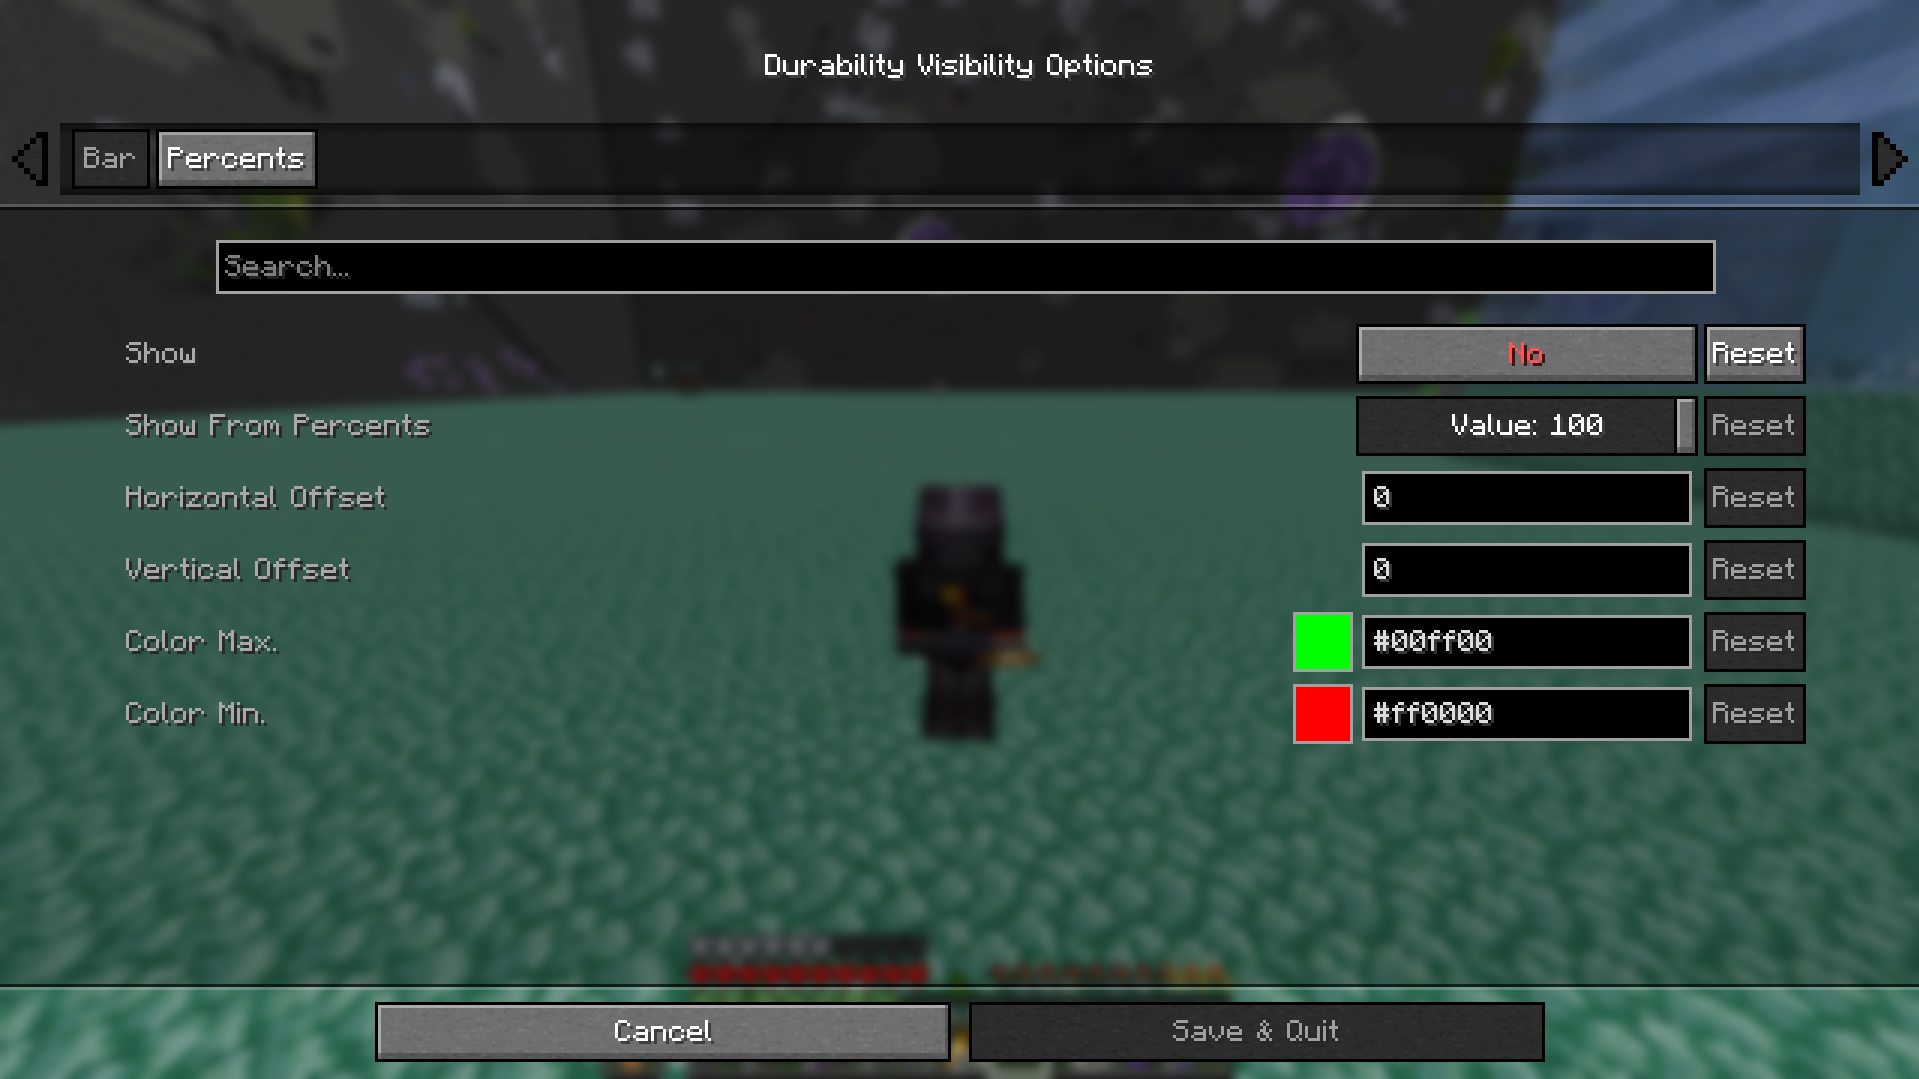 Durability Visibility Options
Bar Percents
Search...
Show No Reset
Show From Percents Value: 100 Reset
Horizontal Offset 0 Reset
Vertical Offset 0 Reset
Color Max. #00ff00 Reset
Color Min. #ff0000 Reset
Cancel Save & Quit